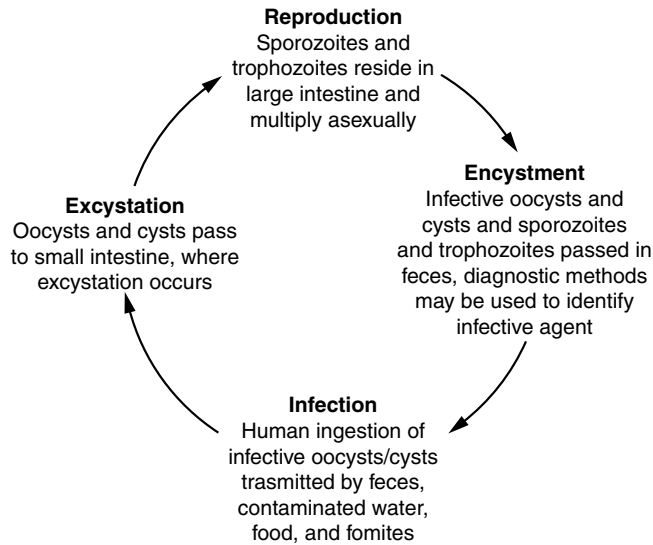 Reproduction
Sporozoites and
trophozoites reside in
large intestine and
multiply asexually
Encystment
Infective oocysts and
cysts and sporozoites
and trophozoites passed in
feces, diagnostic methods
may be used to identify
infective agent
Infection
Human ingestion of
infective oocysts/cysts
trasmitted by feces,
contaminated water,
food, and fomites
Excystation
Oocysts and cysts pass
to small intestine, where
excystation occurs